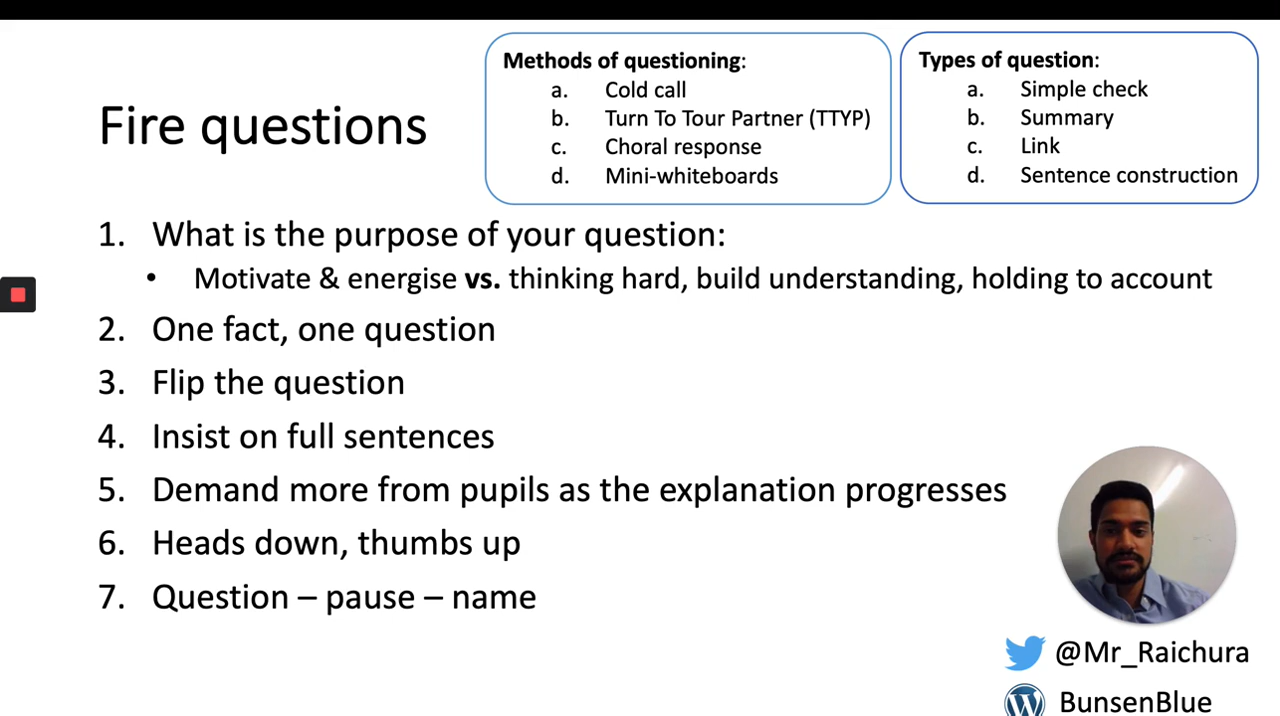 Fire questions
Methods of questioning:
a. Cold call
b. Turn To Tour Partner (TTYP)
c. Choral response
d. Mini-whiteboards
Types of question:
a. Simple check
b. Summary
c. Link
d. Sentence construction
1. What is the purpose of your question:
• Motivate & energise vs. thinking hard, build understanding, holding to account
2. One fact, one question
3. Flip the question
4. Insist on full sentences
5. Demand more from pupils as the explanation progresses
6. Heads down, thumbs up
7. Question – pause – name
@Mr_Raichura
BunsenBlue